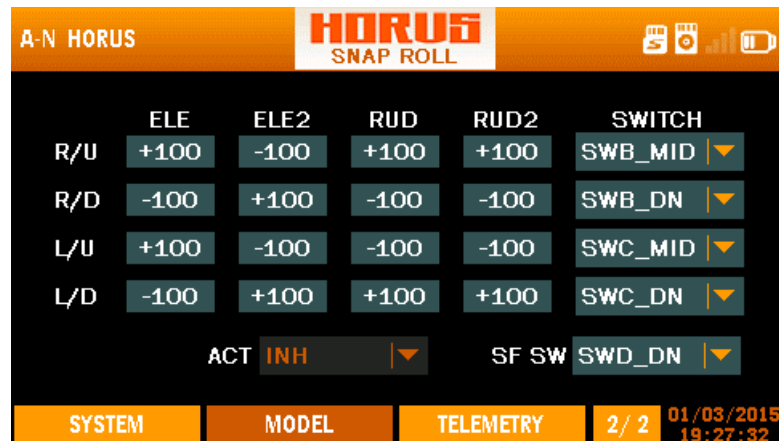 A-N HORUS
HORUS
SNAP ROLL
ELE ELE2 RUD RUD2 SWITCH
R/U +100 -100 +100 +100 SWB_MID
R/D -100 +100 -100 -100 SWB_DN
L/U +100 -100 -100 -100 SWC_MID
L/D -100 +100 +100 +100 SWC_DN
ACT INH SF SW SWD_DN
SYSTEM MODEL TELEMETRY 2/2 01/03/2015
19:27:32